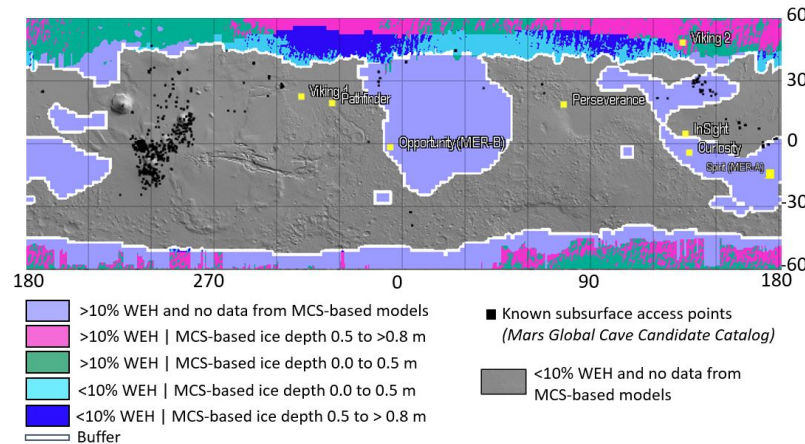 60
Viking 2
30
Viking 1
Pathfinder
Perseverance
InSight
0
Opportunity (MER-B)
Curiosity
Spirit (MER-A)
-30
-60
180
270
0
90
180
>10% WEH and no data from MCS-based models
>10% WEH | MCS-based ice depth 0.5 to >0.8 m
>10% WEH | MCS-based ice depth 0.0 to 0.5 m
<10% WEH | MCS-based ice depth 0.0 to 0.5 m
<10% WEH | MCS-based ice depth 0.5 to > 0.8 m
Buffer
Known subsurface access points
(Mars Global Cave Candidate Catalog)
<10% WEH and no data from
MCS-based models